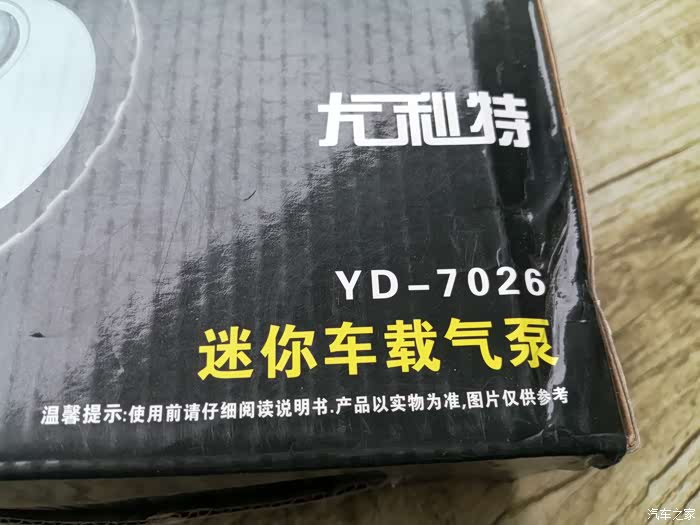 尤利特
YD-7026
迷你车载气泵
温馨提示:使用前请仔细阅读说明书.产品以实物为准,图片仅供参考
汽车之家